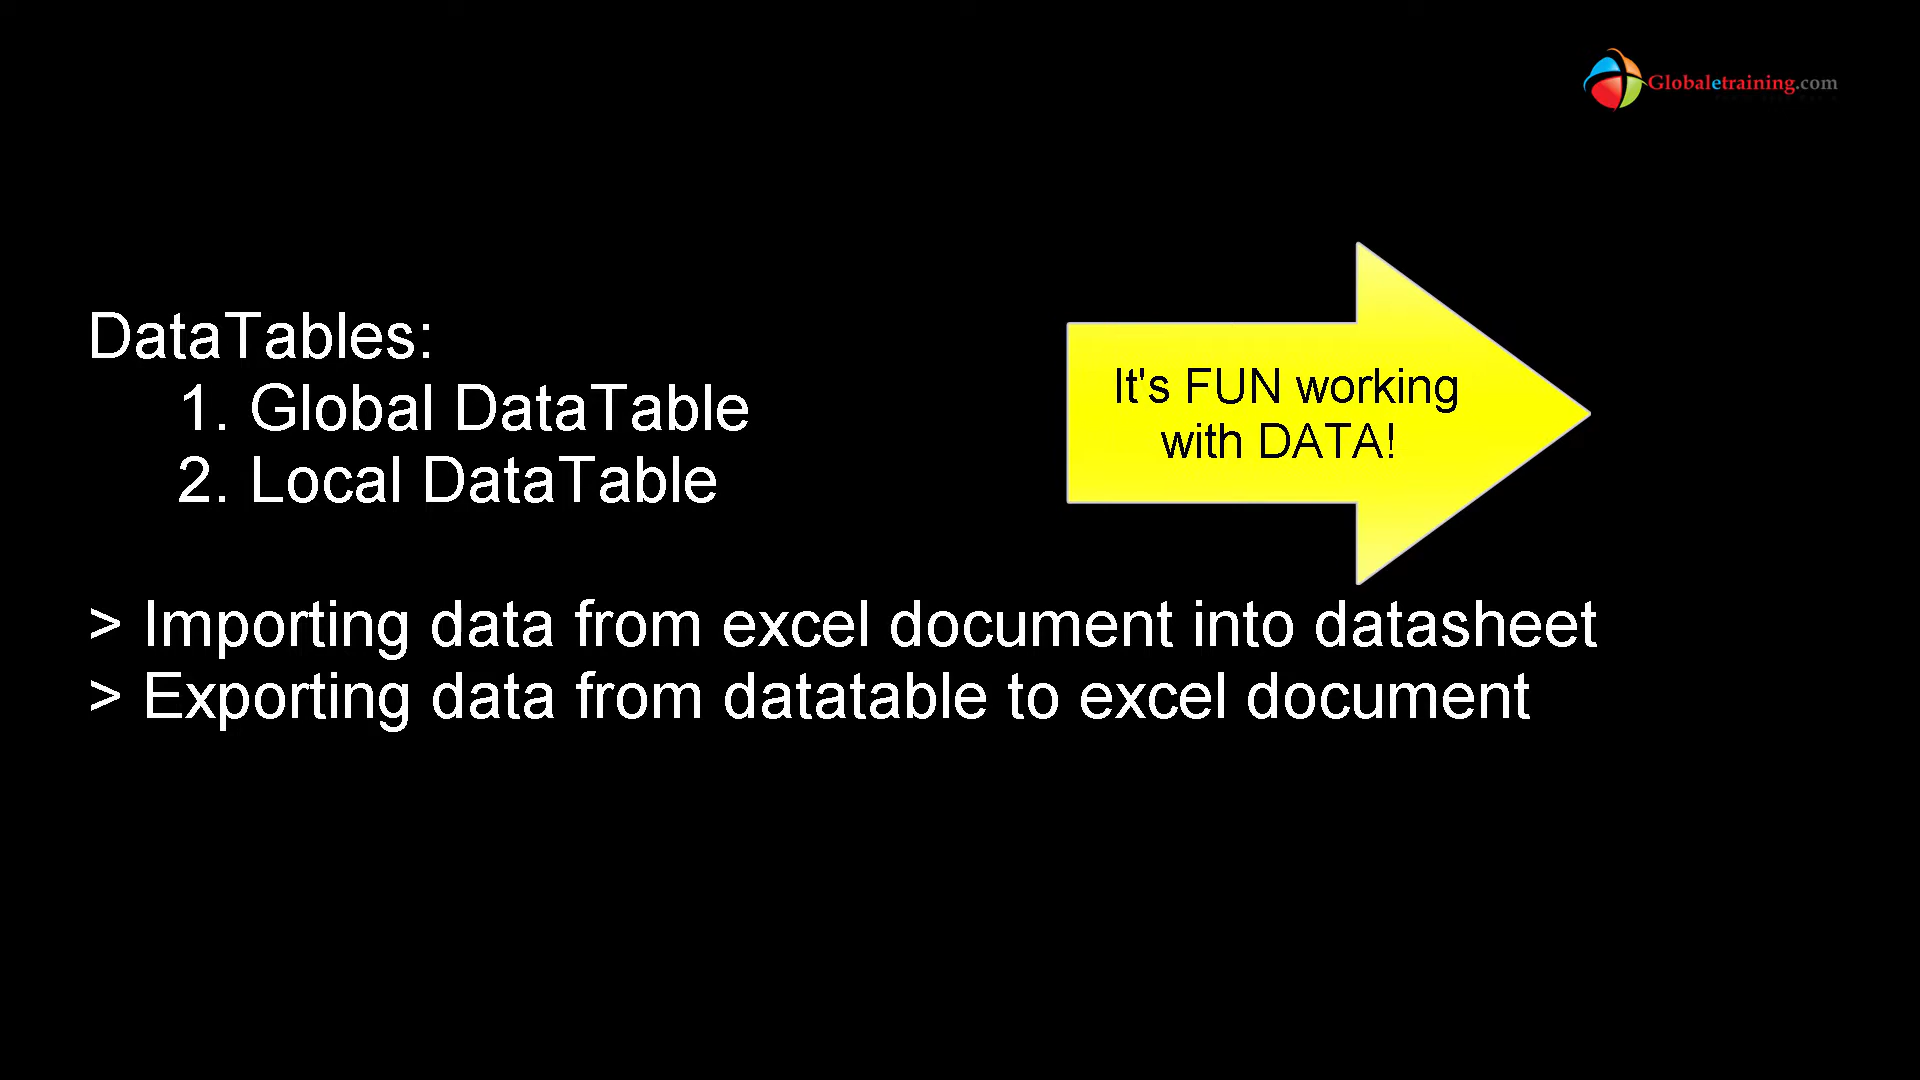 Globaletraining.com
DataTables:
1. Global DataTable
2. Local DataTable
It's FUN working
with DATA!
> Importing data from excel document into datasheet
> Exporting data from datatable to excel document